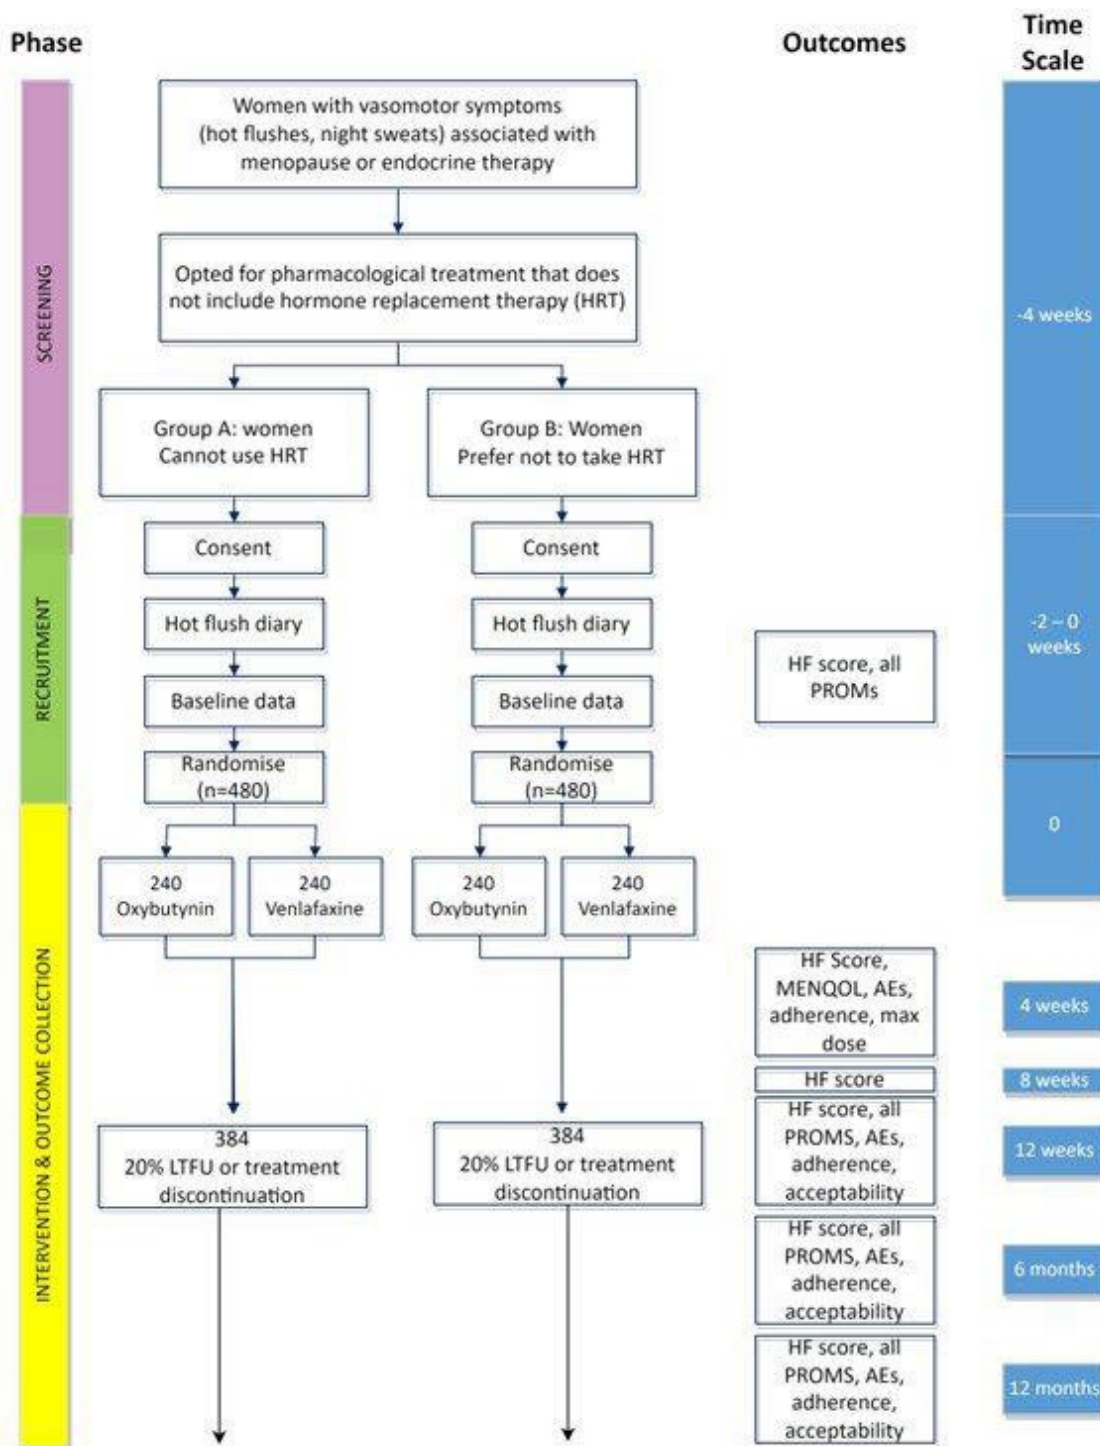 Phase
Outcomes
Time
Scale
SCREENING
Women with vasomotor symptoms
(hot flushes, night sweats) associated with
menopause or endocrine therapy
Opted for pharmacological treatment that does
not include hormone replacement therapy (HRT)
-4 weeks
Group A: women
Cannot use HRT
Group B: Women
Prefer not to take HRT
RECRUITMENT
Consent
Consent
Hot flush diary
Hot flush diary
-2 – 0
weeks
HF score, all
PROMs
Baseline data
Baseline data
Randomise
(n=480)
Randomise
(n=480)
0
INTERVENTION & OUTCOME COLLECTION
240
Oxybutynin
240
Venlafaxine
240
Oxybutynin
240
Venlafaxine
HF Score,
MENQOL, AEs,
adherence, max
dose
4 weeks
HF score
8 weeks
384
20% LTFU or treatment
discontinuation
384
20% LTFU or treatment
discontinuation
HF score, all
PROMS, AEs,
adherence,
acceptability
12 weeks
HF score, all
PROMS, AEs,
adherence,
acceptability
6 months
HF score, all
PROMS, AEs,
adherence,
acceptability
12 months